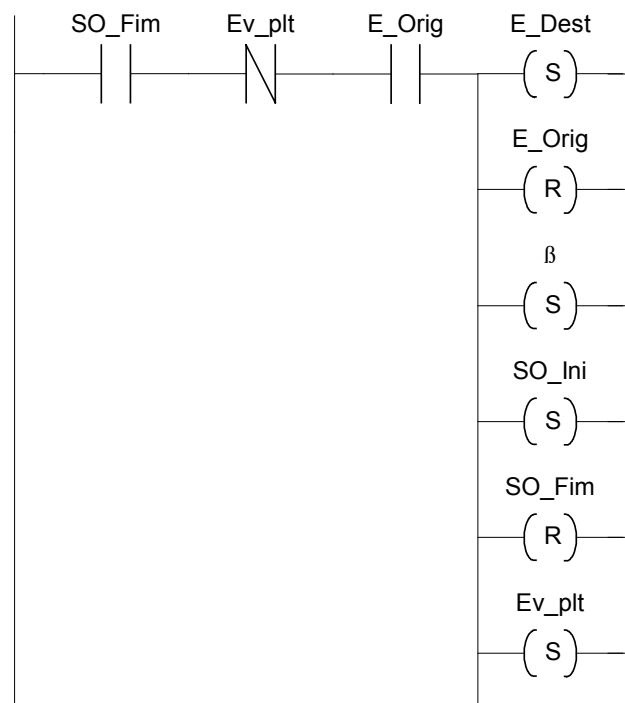 SO_Fim Ev_plt E_Orig E_Dest
S
E_Orig
R
ß
S
SO_Ini
S
SO_Fim
R
Ev_plt
S